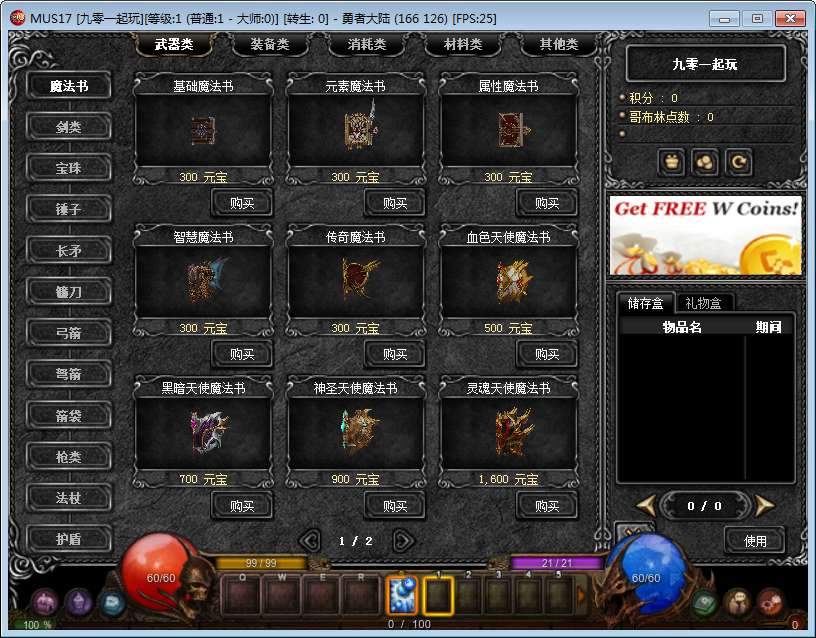 MUS17 [九零一起玩][等级:1 (普通:1 - 大师:0)] [转生: 0] - 勇者大陆 (166 126) [FPS:25]
武器类 装备类 消耗类 材料类 其他类
魔法书
剑类
宝珠
锤子
长矛
镰刀
弓箭
弩箭
箭袋
枪类
法杖
护盾
基础魔法书 元素魔法书 属性魔法书
300 元宝 300 元宝 300 元宝
购买 购买 购买
智慧魔法书 传奇魔法书 血色天使魔法书
300 元宝 300 元宝 500 元宝
购买 购买 购买
黑暗天使魔法书 神圣天使魔法书 灵魂天使魔法书
700 元宝 900 元宝 1,600 元宝
购买 购买 购买
1 / 2
九零一起玩
积分 : 0
哥布林点数 : 0
Get FREE W Coins!
储存盒 礼物盒
物品名 期间
0 / 0
使用
60/60 99/99 21/21 60/60
Q W E R 1 2 3 4 5
100 % 0 / 100 0